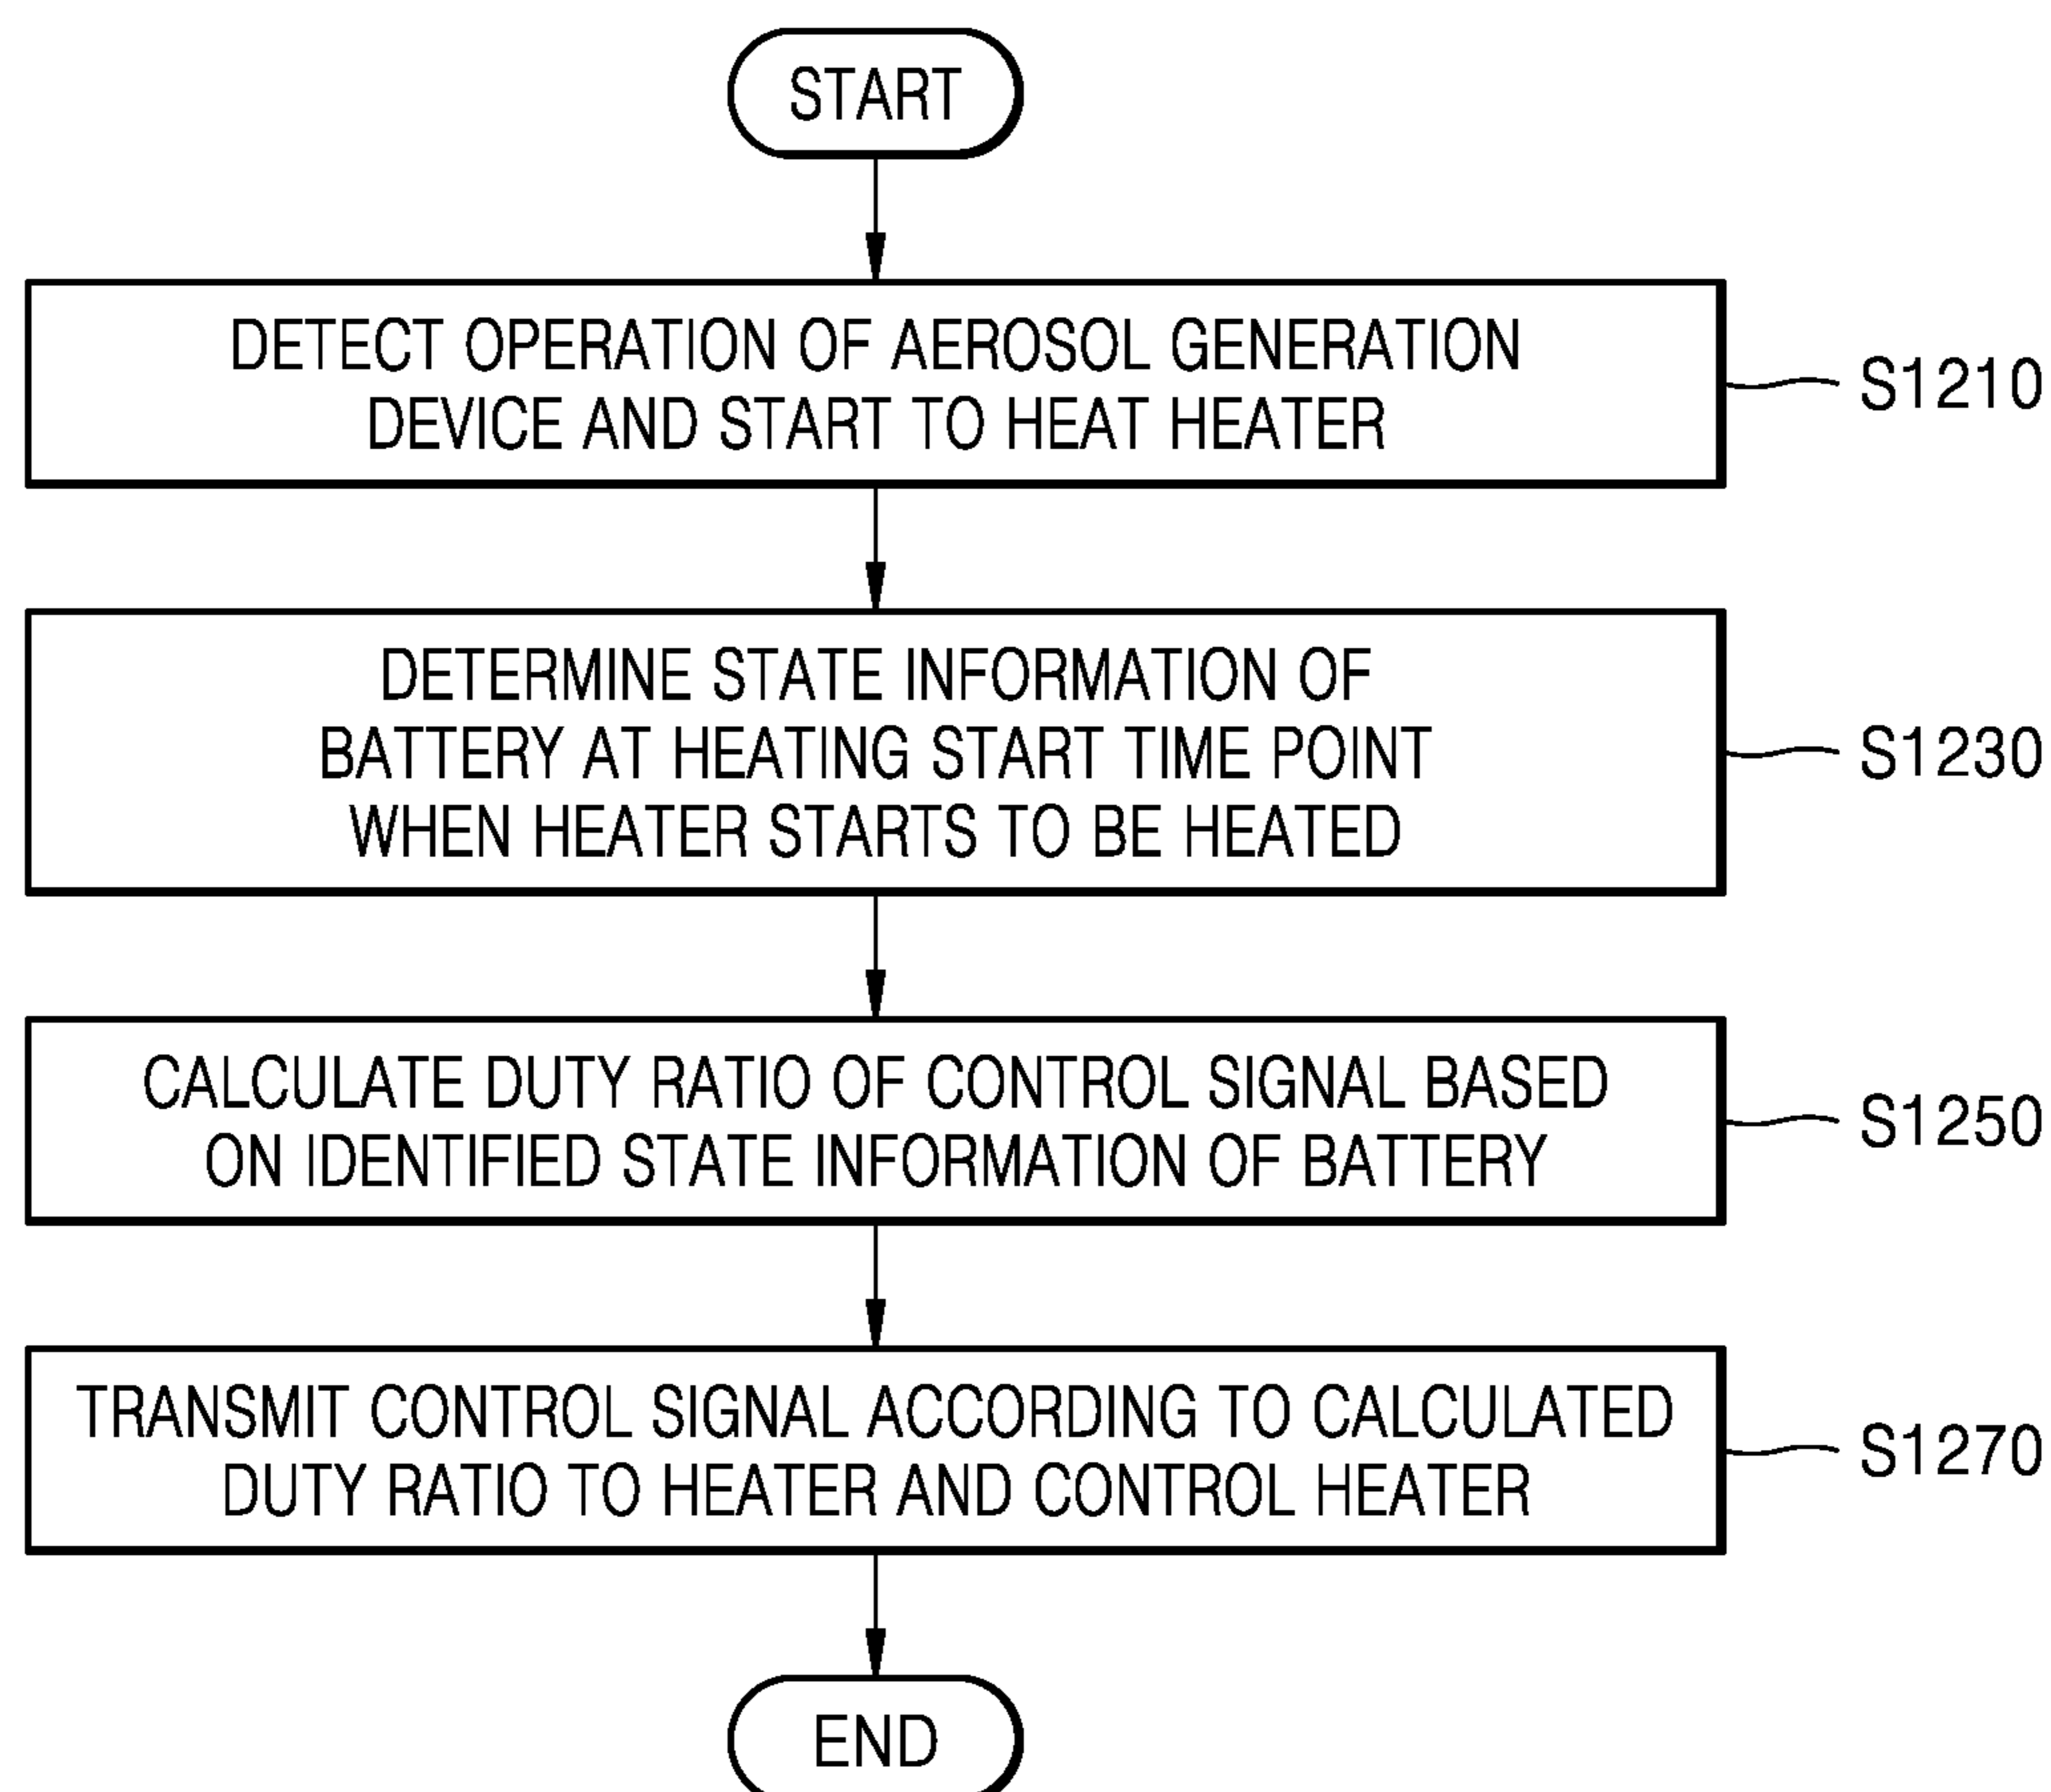 START
DETECT OPERATION OF AEROSOL GENERATION
DEVICE AND START TO HEAT HEATER
S1210
DETERMINE STATE INFORMATION OF
BATTERY AT HEATING START TIME POINT
WHEN HEATER STARTS TO BE HEATED
S1230
CALCULATE DUTY RATIO OF CONTROL SIGNAL BASED
ON IDENTIFIED STATE INFORMATION OF BATTERY
S1250
TRANSMIT CONTROL SIGNAL ACCORDING TO CALCULATED
DUTY RATIO TO HEATER AND CONTROL HEATER
S1270
END